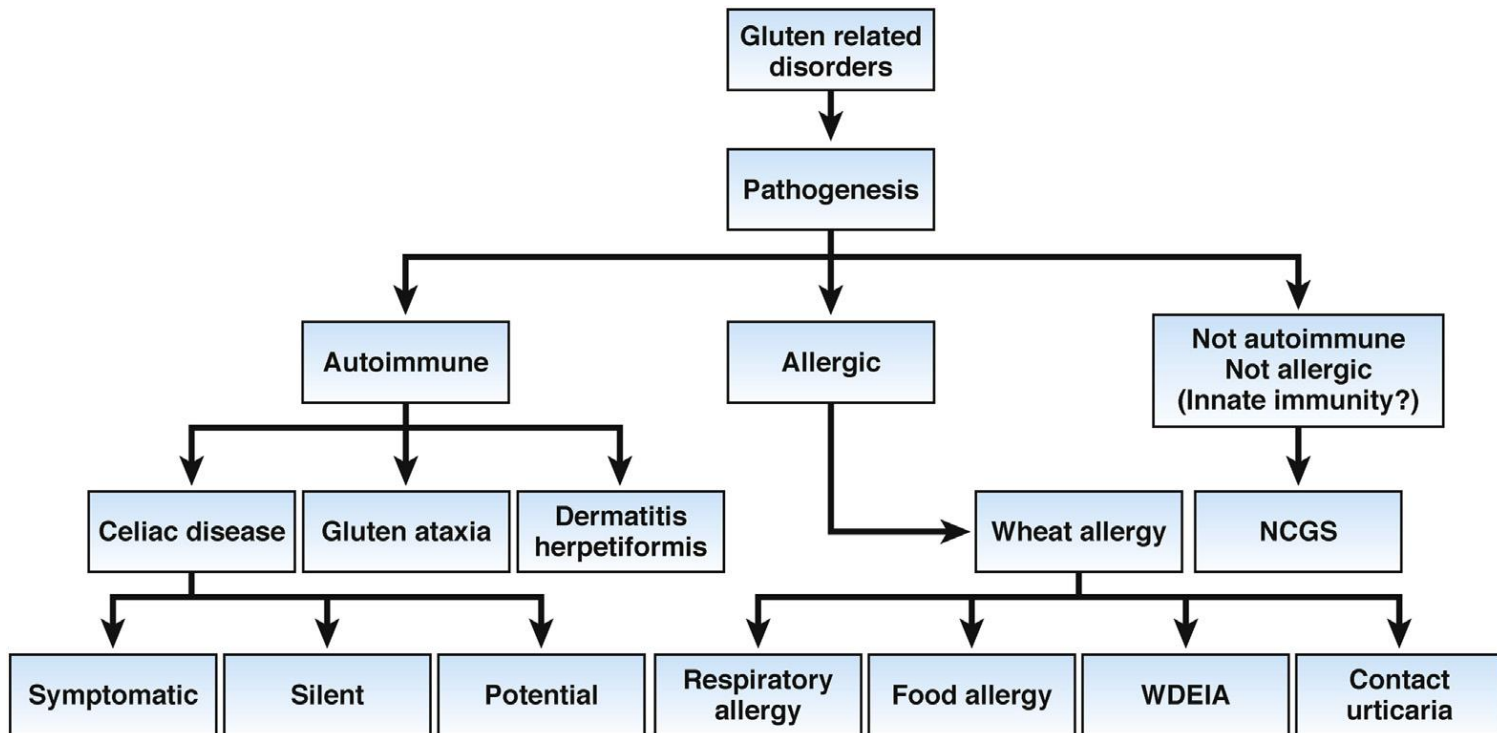 Gluten related
disorders
Pathogenesis
Autoimmune
Allergic
Not autoimmune
Not allergic
(Innate immunity?)
Celiac disease
Gluten ataxia
Dermatitis
herpetiformis
Wheat allergy
NCGS
Symptomatic
Silent
Potential
Respiratory
allergy
Food allergy
WDEIA
Contact
urticaria